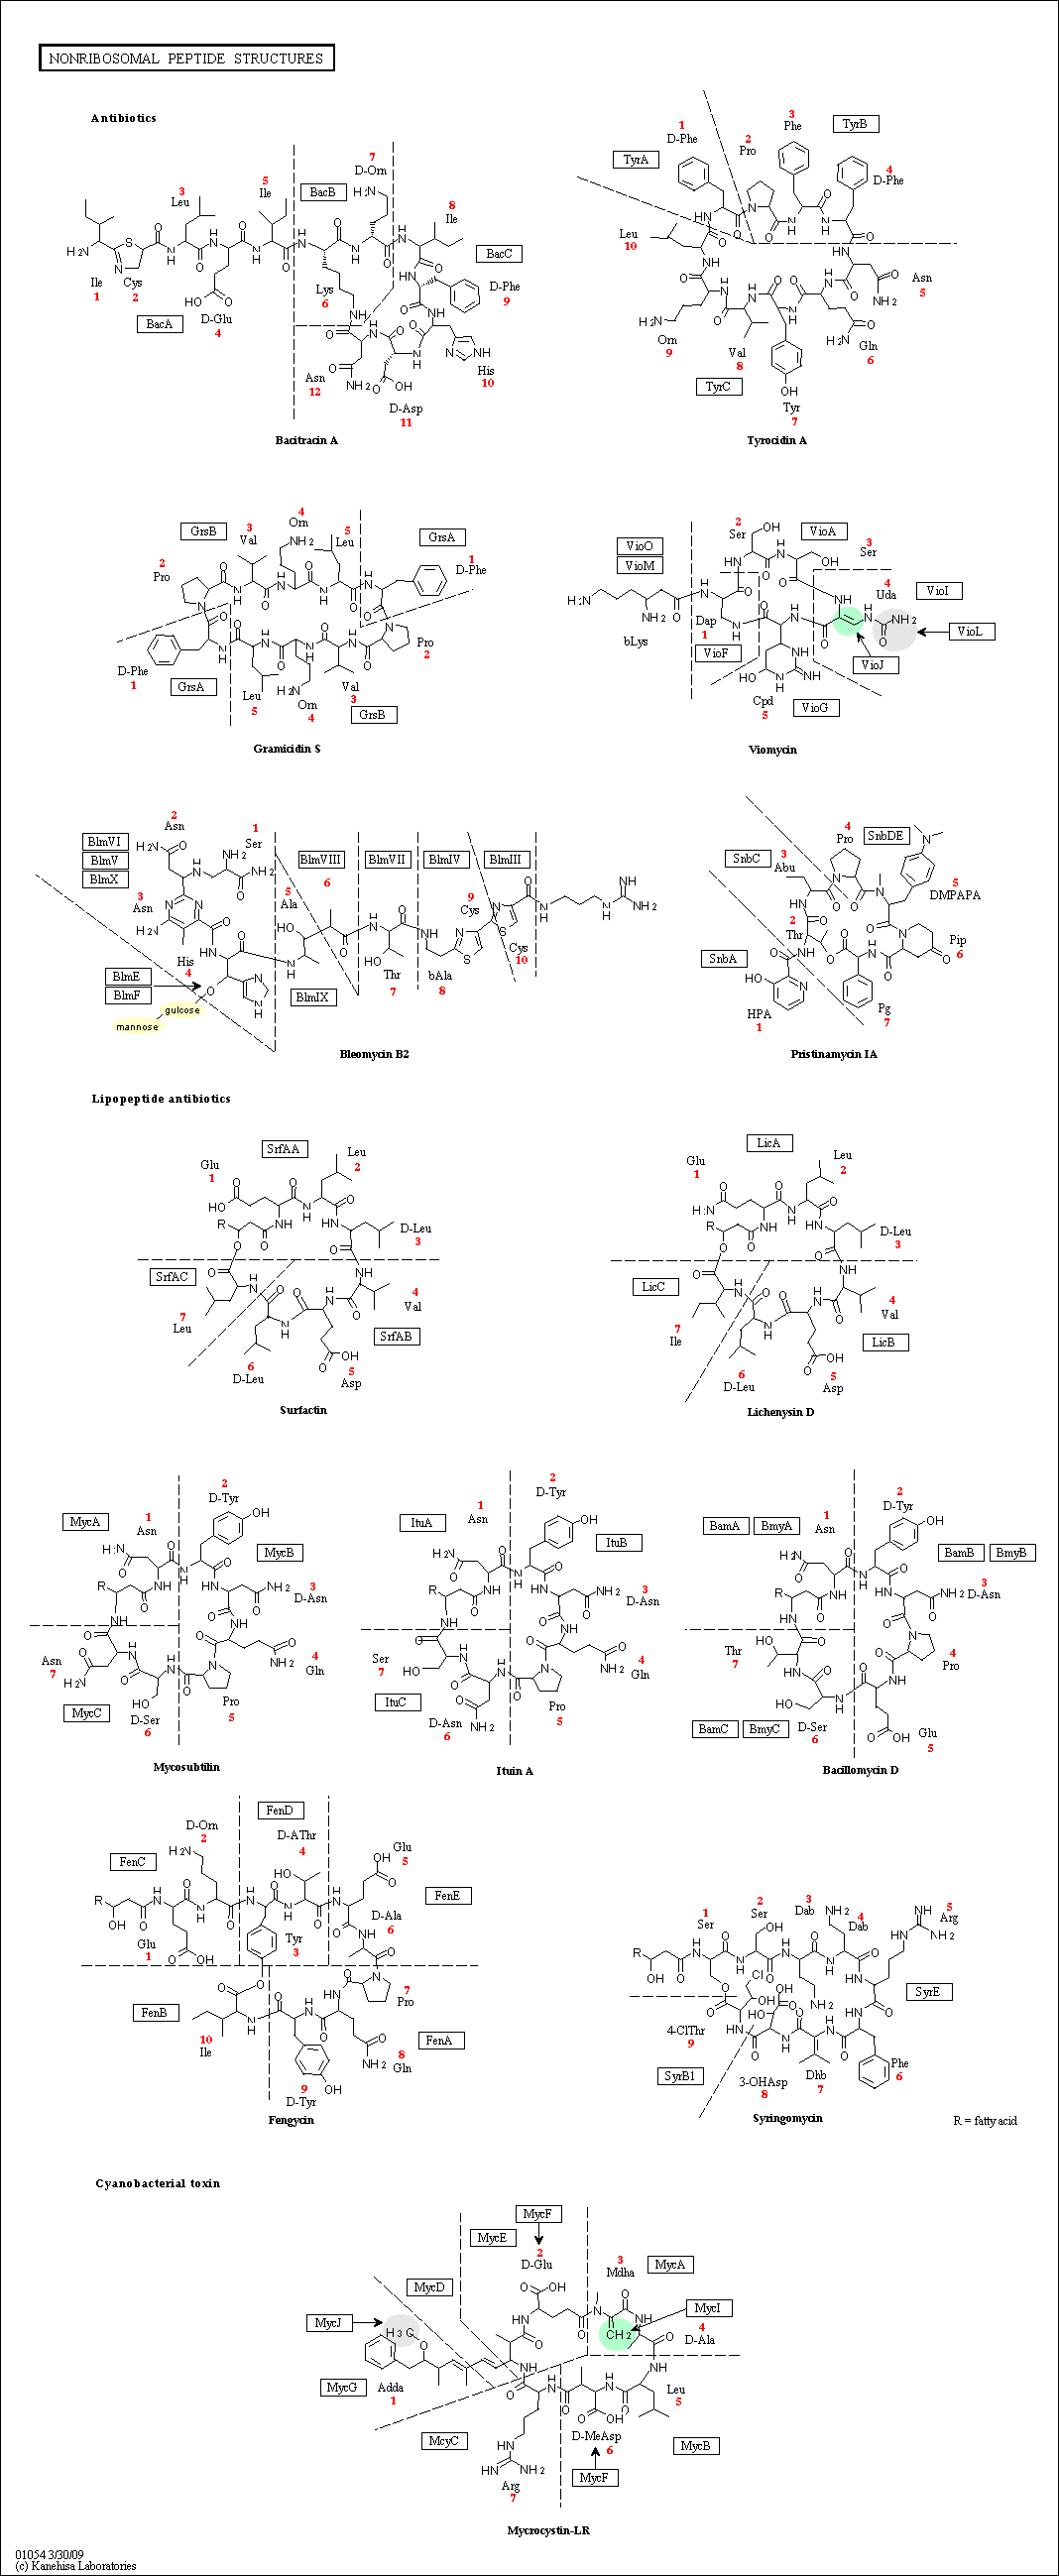 NONRIBOSOMAL PEPTIDE STRUCTURES
Antibiotics
BacA
BacB
BacC
Ile
1
Cys
2
Leu
3
D-Glu
4
Ile
5
Lys
6
7
D-Orn
8
Ile
D-Phe
9
His
10
D-Asp
11
Asn
12
Bacitracin A
TyrA
TyrB
TyrC
1
D-Phe
2
Pro
3
Phe
4
D-Phe
Asn
5
Gln
6
Tyr
7
Val
8
Orn
9
Leu
10
Tyrocidin A
GrsB
GrsA
1
D-Phe
2
Pro
3
Val
4
Orn
5
Leu
D-Phe
1
GrsA
Leu
5
Orn
4
Val
3
Pro
2
GrsB
Gramicidin S
VioO
VioM
VioA
VioI
VioL
VioJ
VioF
VioG
bLys
Dap
1
2
Ser
3
Ser
4
Uda
Cpd
5
Viomycin
BlmVI
BlmV
BlmX
BlmVIII
BlmVII
BlmIV
BlmIII
BlmE
BlmF
BlmIX
1
Ser
2
Asn
3
Asn
His
4
5
Ala
6
Thr
7
bAla
8
9
Cys
Cys
10
gulcose
mannose
Bleomycin B2
SnbC
SnbDE
SnbA
HPA
1
2
Thr
3
Abu
4
Pro
5
DMPAPA
Pip
6
Pg
7
Pristinamycin IA
Lipopeptide antibiotics
SrfAA
SrfAC
SrfAB
Glu
1
Leu
2
D-Leu
3
4
Val
5
Asp
6
D-Leu
7
Leu
Surfactin
LicA
LicC
LicB
Glu
1
Leu
2
D-Leu
3
4
Val
5
Asp
6
D-Leu
7
Ile
Lichenysin D
MycA
MycB
MycC
1
Asn
2
D-Tyr
3
D-Asn
4
Gln
Pro
5
D-Ser
6
Asn
7
Mycosubtilin
ItuA
ItuB
ItuC
1
Asn
2
D-Tyr
3
D-Asn
4
Gln
Pro
5
D-Asn
6
Ser
7
Ituin A
BamA
BmyA
BamB
BmyB
BamC
BmyC
1
Asn
2
D-Tyr
3
D-Asn
4
Pro
Glu
5
D-Ser
6
Thr
7
Bacillomycin D
FenC
FenD
FenE
FenB
FenA
Glu
1
D-Orn
2
Tyr
3
D-AThr
4
Glu
5
D-Ala
6
7
Pro
8
Gln
9
D-Tyr
10
Ile
Fengycin
SyrE
SyrB1
1
Ser
2
Ser
3
Dab
4
Dab
5
Arg
Phe
6
Dhb
7
3-OHAsp
8
4-ClThr
9
Syringomycin
R = fatty acid
Cyanobacterial toxin
MycF
MycE
MycD
MycA
MycJ
MycI
MycG
McyC
MycB
MycF
Adda
1
2
D-Glu
3
Mdha
4
D-Ala
Leu
5
D-MeAsp
6
Arg
7
Mycrocystin-LR
01054 3/30/09
(c) Kanehisa Laboratories